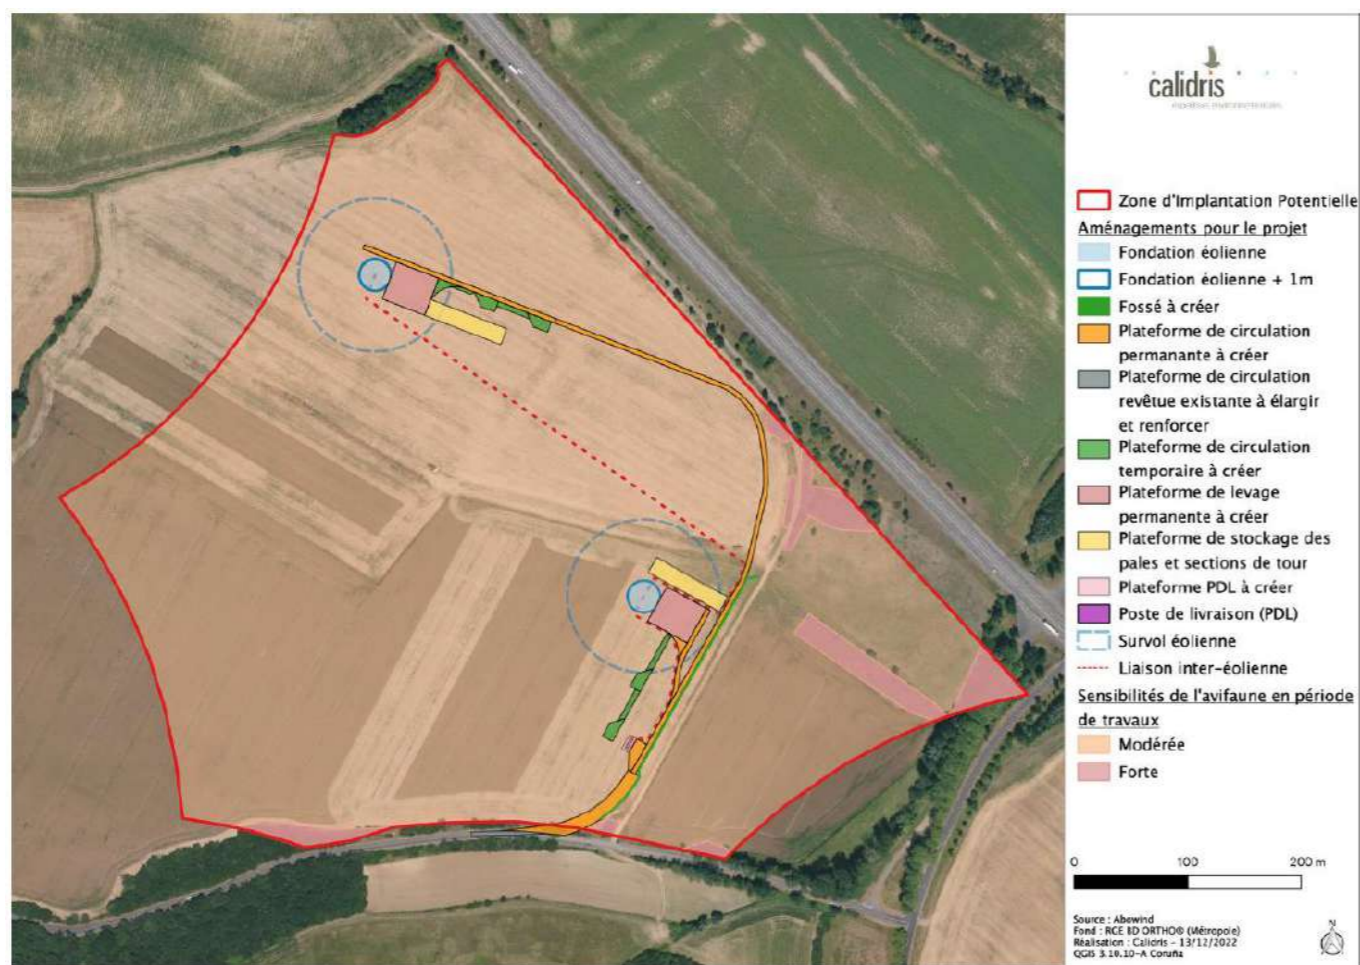 calidris
Zone d'Implantation Potentielle
Aménagements pour le projet
Fondation éolienne
Fondation éolienne + 1m
Fossé à créer
Plateforme de circulation
permanante à créer
Plateforme de circulation
revêtue existante à élargir
et renforcer
Plateforme de circulation
temporaire à créer
Plateforme de levage
permanente à créer
Plateforme de stockage des
pales et sections de tour
Plateforme PDL à créer
Poste de livraison (PDL)
Survol éolienne
Liaison inter-éolienne
Sensibilités de l'avifaune en période
de travaux
Modérée
Forte
0 100 200 m
Source : Abowind
Fond : RGE BD ORTHO® (Métropole)
Réalisation : Calidris - 13/12/2022
QGIS 3.10.10-A Coruña
N